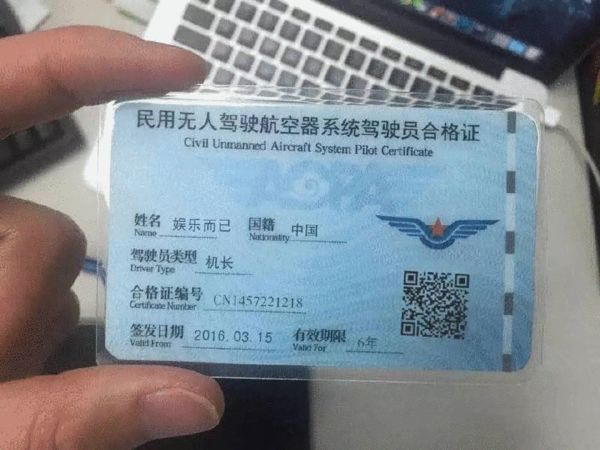 民用无人驾驶航空器系统驾驶员合格证
Civil Unmanned Aircraft System Pilot Certificate
姓名 娱乐而已 国籍 中国
Name Nationality
驾驶员类型 机长
Driver Type
合格证编号 CN1457221218
Certificate Number
签发日期 2016.03.15 有效期限 6年
Valid From Valid For